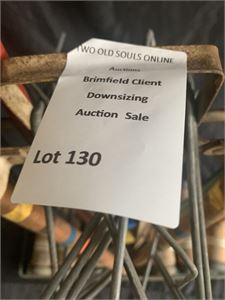 TWO OLD SOULS ONLINE
Auctions
Brimfield Client
Downsizing
Auction Sale
Lot 130